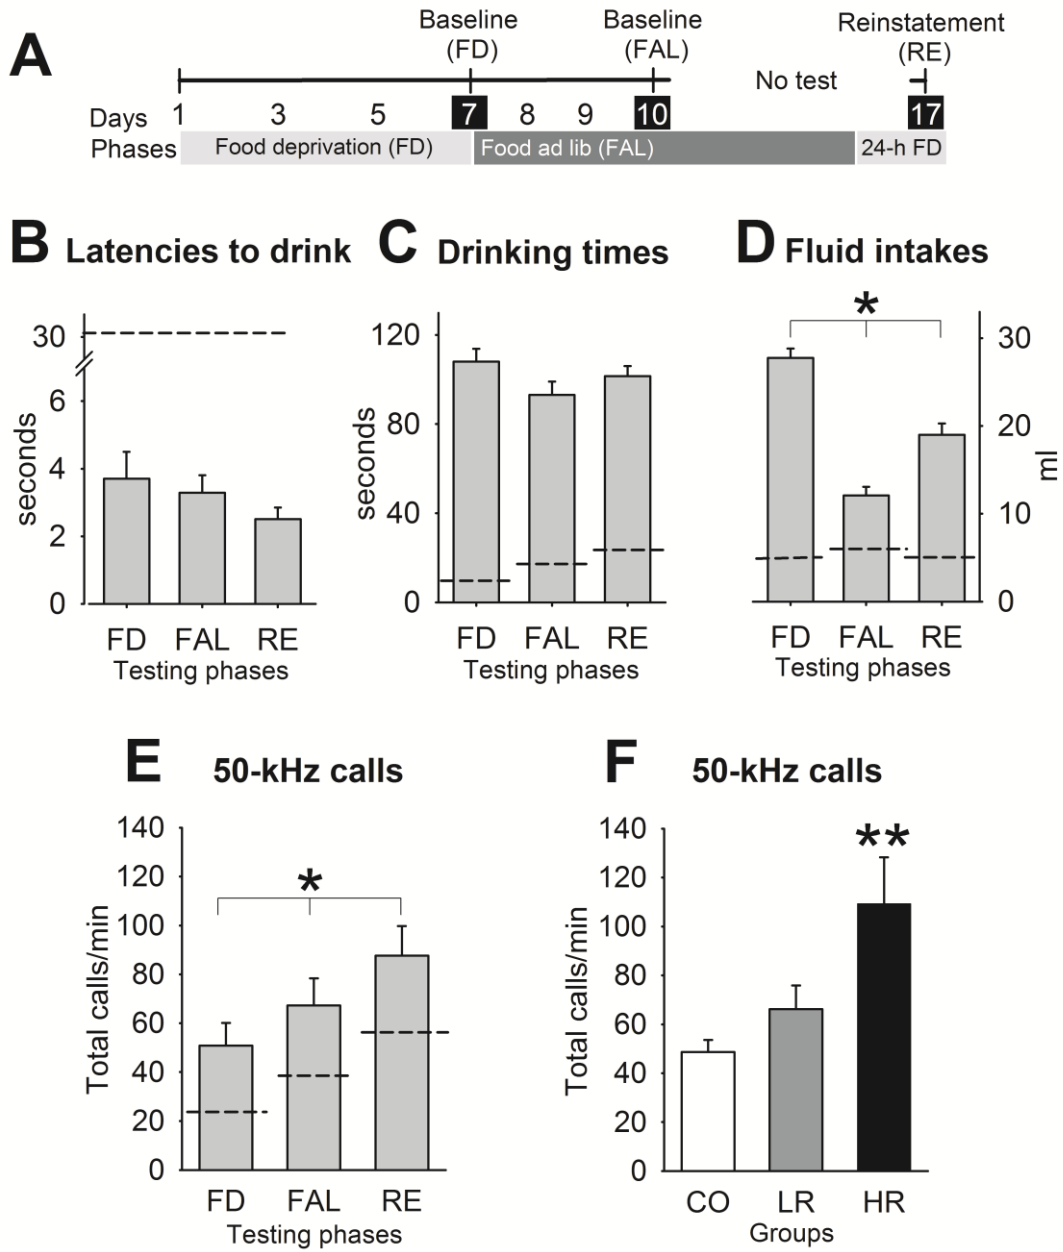 A
Baseline (FD)
Baseline (FAL)
Reinstatement (RE)
No test
Days 1 3 5 7 8 9 10 17
Phases Food deprivation (FD) Food ad lib (FAL) 24-h FD
B Latencies to drink
30
6
4
2
0
seconds
FD FAL RE
Testing phases
C Drinking times
120
80
40
0
seconds
FD FAL RE
Testing phases
D Fluid intakes
*
30
20
10
0
ml
FD FAL RE
Testing phases
E 50-kHz calls
140
120
100
80
60
40
20
0
Total calls/min
*
FD FAL RE
Testing phases
F 50-kHz calls
140
120
100
80
60
40
20
0
Total calls/min
**
CO LR HR
Groups